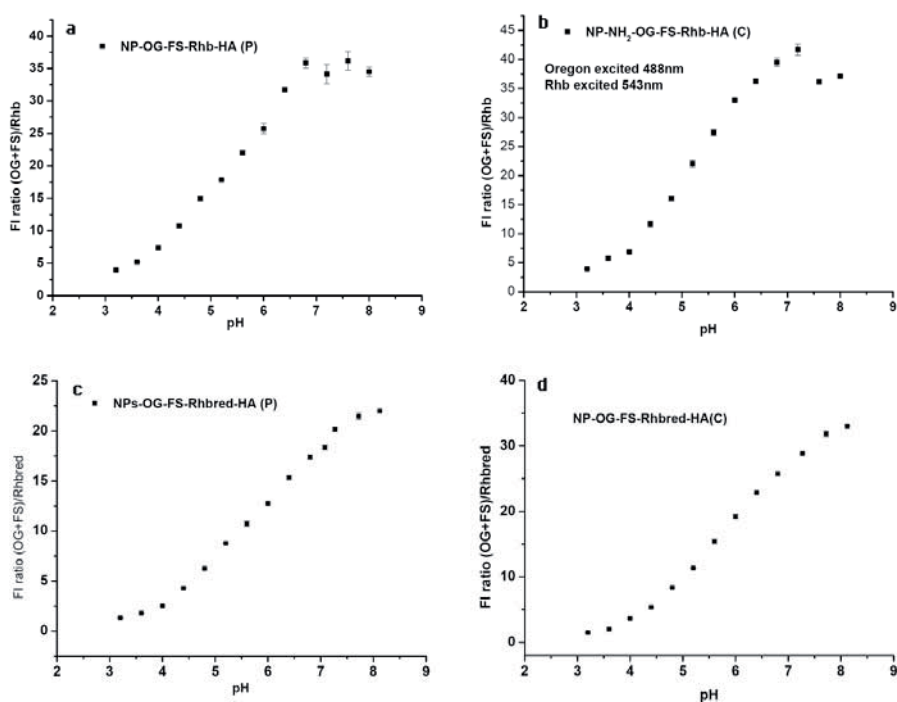 a
NP-OG-FS-Rhb-HA (P)
FI ratio (OG+FS)/Rhb
40
35
30
25
20
15
10
5
0
2 3 4 5 6 7 8 9
pH
b
NP-NH2-OG-FS-Rhb-HA (C)
Oregon excited 488nm
Rhb excited 543nm
FI ratio (OG+FS)/Rhb
45
40
35
30
25
20
15
10
5
0
2 3 4 5 6 7 8 9
pH
c
NPs-OG-FS-Rhbred-HA (P)
FI ratio (OG+FS)/Rhbred
25
20
15
10
5
0
2 3 4 5 6 7 8 9
pH
d
NP-OG-FS-Rhbred-HA(C)
FI ratio (OG+FS)/Rhbred
40
30
20
10
0
2 3 4 5 6 7 8 9
pH